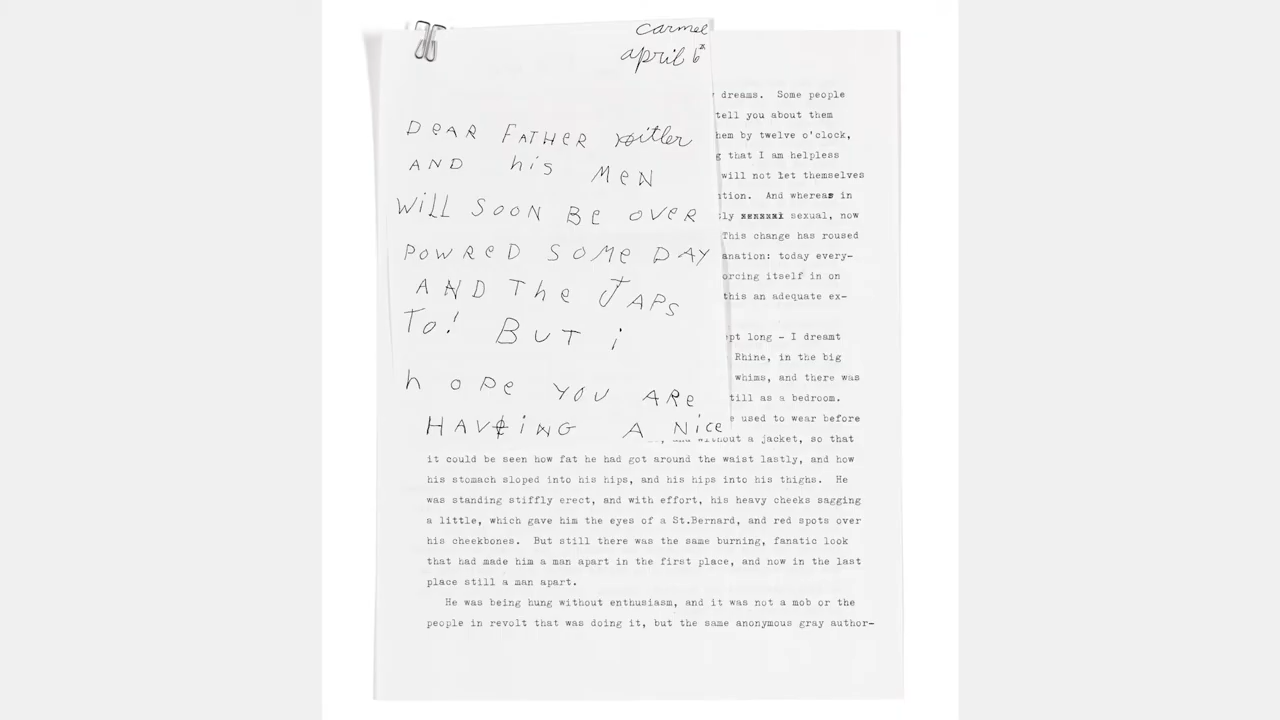 carmel
april 6
DeAR FATHER Hitler
AND his MeN
WiLL SOON Be OVeR
POWReD SOMe DAY
AND The JAPs
To! BUT i
hope YOU ARe
HAViNG A Nice
dreams. Some people
tell you about them
hem by twelve o'clock,
g that I am helpless
will not let themselves
tion. And whereas in
ly sexual, now
This change has roused
anation: today every-
orcing itself in on
this an adequate ex-
pt long - I dreamt
Rhine, in the big
whims, and there was
till as a bedroom.
e used to wear before
, and without a jacket, so that
it could be seen how fat he had got around the waist lastly, and how
his stomach sloped into his hips, and his hips into his thighs. He
was standing stiffly erect, and with effort, his heavy cheeks sagging
a little, which gave him the eyes of a St.Bernard, and red spots over
his cheekbones. But still there was the same burning, fanatic look
that had made him a man apart in the first place, and now in the last
place still a man apart.
He was being hung without enthusiasm, and it was not a mob or the
people in revolt that was doing it, but the same anonymous gray author-